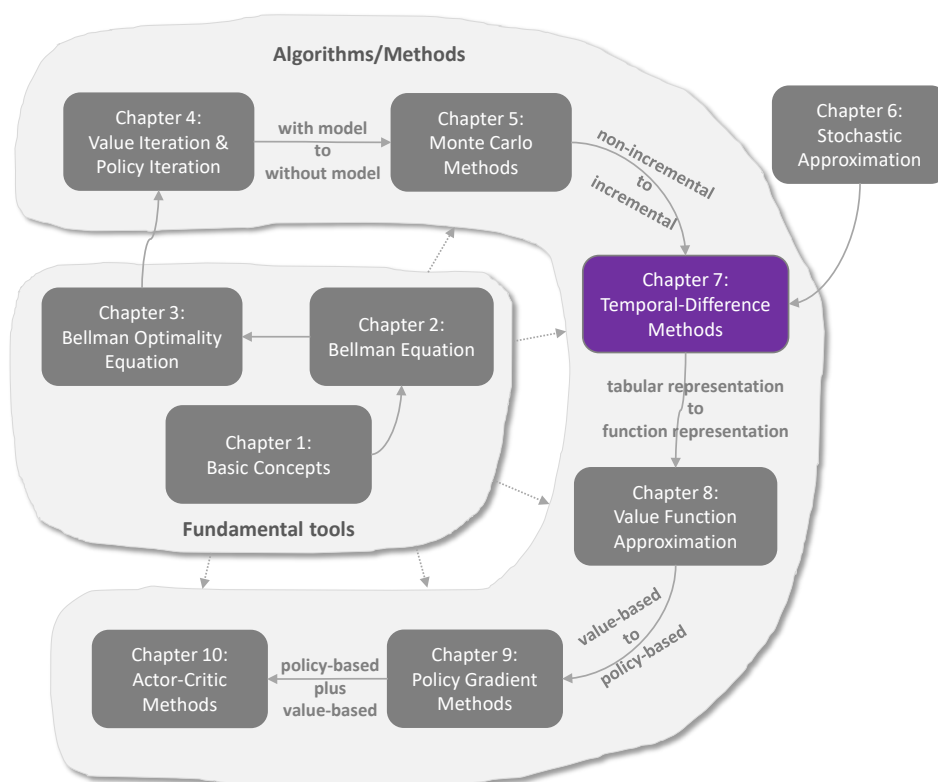 Algorithms/Methods
Chapter 4:
Value Iteration &
Policy Iteration
with model
to
without model
Chapter 5:
Monte Carlo
Methods
non-incremental
to
incremental
Chapter 6:
Stochastic
Approximation
Chapter 7:
Temporal-Difference
Methods
Chapter 3:
Bellman Optimality
Equation
Chapter 2:
Bellman Equation
Chapter 1:
Basic Concepts
Fundamental tools
tabular representation
to
function representation
Chapter 8:
Value Function
Approximation
value-based
to
policy-based
Chapter 9:
Policy Gradient
Methods
policy-based
plus
value-based
Chapter 10:
Actor-Critic
Methods